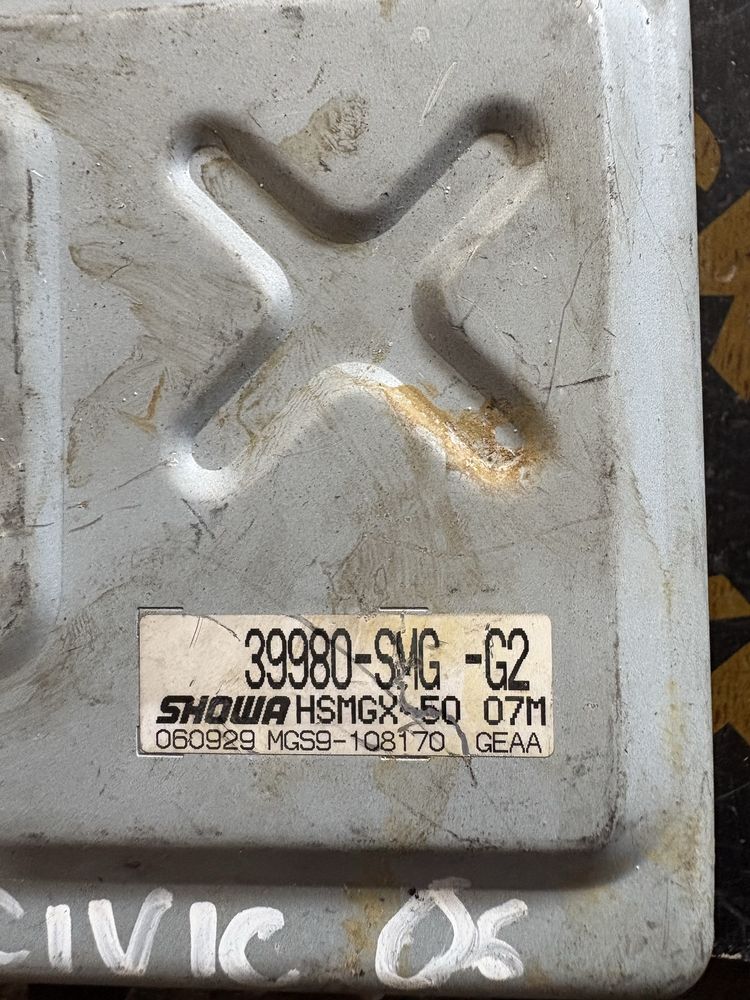 39980-SMG -G2
SHOWA HSMGX-50 07M
060929 MGS9-108170 GEAA
CIVIC 06